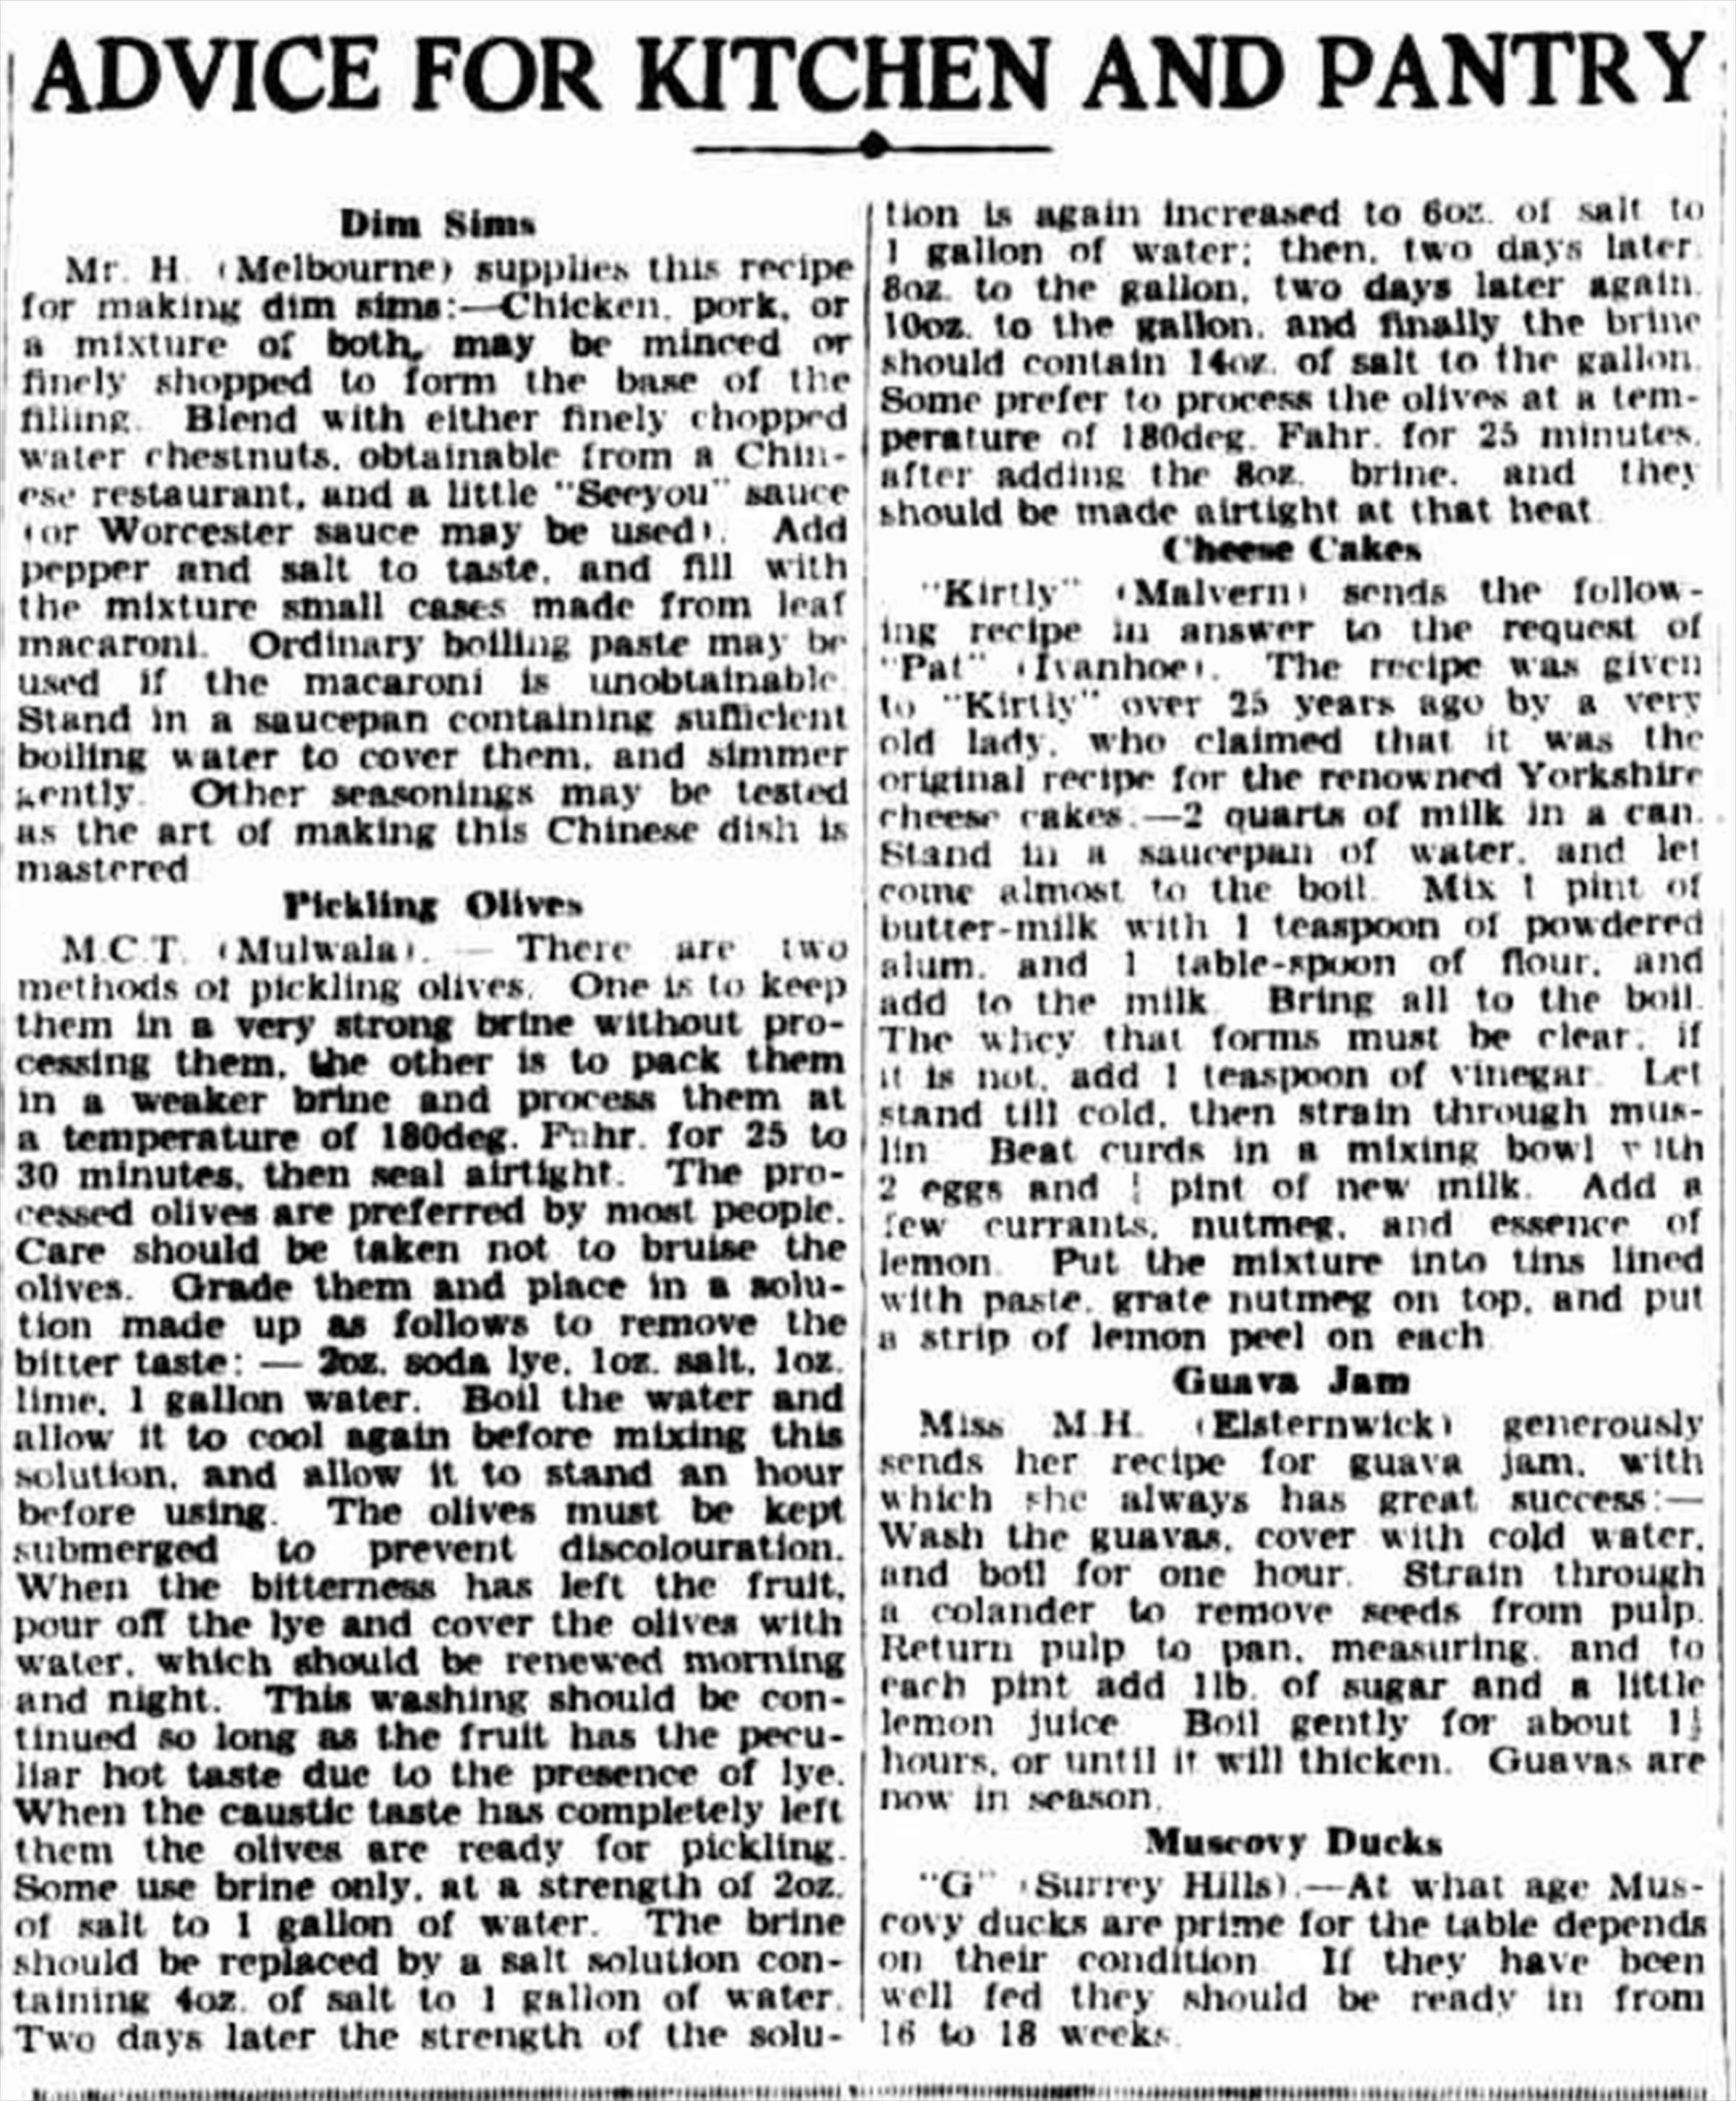 ADVICE FOR KITCHEN AND PANTRY
Dim Sims
Mr. H. (Melbourne) supplies this recipe
for making dim sims:—Chicken, pork, or
a mixture of both, may be minced or
finely shopped to form the base of the
filling. Blend with either finely chopped
water chestnuts, obtainable from a Chin-
ese restaurant, and a little "Seeyou" sauce
(or Worcester sauce may be used). Add
pepper and salt to taste, and fill with
the mixture small cases made from leaf
macaroni. Ordinary boiling paste may be
used if the macaroni is unobtainable.
Stand in a saucepan containing sufficient
boiling water to cover them, and simmer
gently. Other seasonings may be tested
as the art of making this Chinese dish is
mastered
Pickling Olives
M.C.T. (Mulwala). — There are two
methods of pickling olives. One is to keep
them in a very strong brine without pro-
cessing them, the other is to pack them
in a weaker brine and process them at
a temperature of 180deg. Fahr. for 25 to
30 minutes, then seal airtight. The pro-
cessed olives are preferred by most people.
Care should be taken not to bruise the
olives. Grade them and place in a solu-
tion made up as follows to remove the
bitter taste: — 2oz. soda lye, 1oz. salt, 1oz.
lime, 1 gallon water. Boil the water and
allow it to cool again before mixing this
solution, and allow it to stand an hour
before using. The olives must be kept
submerged to prevent discolouration.
When the bitterness has left the fruit,
pour off the lye and cover the olives with
water, which should be renewed morning
and night. This washing should be con-
tinued so long as the fruit has the pecu-
liar hot taste due to the presence of lye.
When the caustic taste has completely left
them the olives are ready for pickling.
Some use brine only, at a strength of 2oz.
of salt to 1 gallon of water. The brine
should be replaced by a salt solution con-
taining 4oz. of salt to 1 gallon of water.
Two days later the strength of the solu-
tion is again increased to 6oz. of salt to
1 gallon of water; then, two days later,
8oz. to the gallon, two days later again,
10oz. to the gallon, and finally the brine
should contain 14oz. of salt to the gallon.
Some prefer to process the olives at a tem-
perature of 180deg. Fahr. for 25 minutes,
after adding the 8oz. brine, and they
should be made airtight at that heat.
Cheese Cakes
"Kirtly" (Malvern) sends the follow-
ing recipe in answer to the request of
"Pat" (Ivanhoe). The recipe was given
to "Kirtly" over 25 years ago by a very
old lady, who claimed that it was the
original recipe for the renowned Yorkshire
cheese cakes:—2 quarts of milk in a can.
Stand in a saucepan of water, and let
come almost to the boil. Mix 1 pint of
butter-milk with 1 teaspoon of powdered
alum, and 1 table-spoon of flour, and
add to the milk. Bring all to the boil.
The whey that forms must be clear; if
it is not, add 1 teaspoon of vinegar. Let
stand till cold, then strain through mus-
lin. Beat curds in a mixing bowl with
2 eggs and pint of new milk. Add a
few currants, nutmeg, and essence of
lemon. Put the mixture into tins lined
with paste, grate nutmeg on top, and put
a strip of lemon peel on each.
Guava Jam
Miss M.H. (Elsternwick) generously
sends her recipe for guava jam, with
which she always has great success:—
Wash the guavas, cover with cold water,
and boil for one hour. Strain through
a colander to remove seeds from pulp.
Return pulp to pan, measuring, and to
each pint add 1lb. of sugar and a little
lemon juice. Boil gently for about 1½
hours, or until it will thicken. Guavas are
now in season.
Muscovy Ducks
"G" (Surrey Hills).—At what age Mus-
covy ducks are prime for the table depends
on their condition. If they have been
well fed they should be ready in from
16 to 18 weeks.